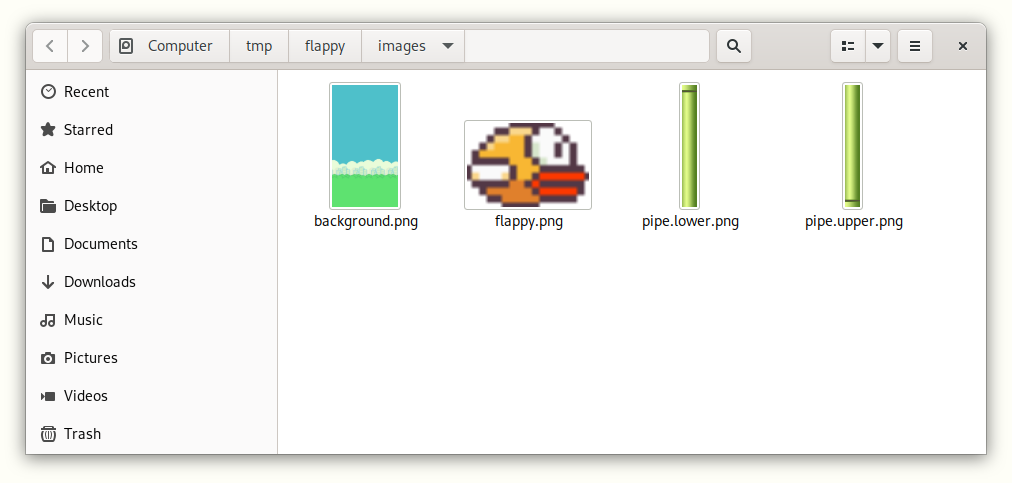 Computer tmp flappy images
Recent
Starred
Home
Desktop
Documents
Downloads
Music
Pictures
Videos
Trash
background.png flappy.png pipe.lower.png pipe.upper.png